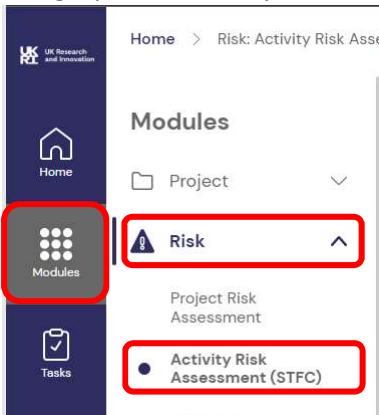 UK Research
and Innovation
Home > Risk: Activity Risk Asse
Modules
Home
Project
Risk
Modules
Project Risk
Assessment
Tasks
Activity Risk
Assessment (STFC)